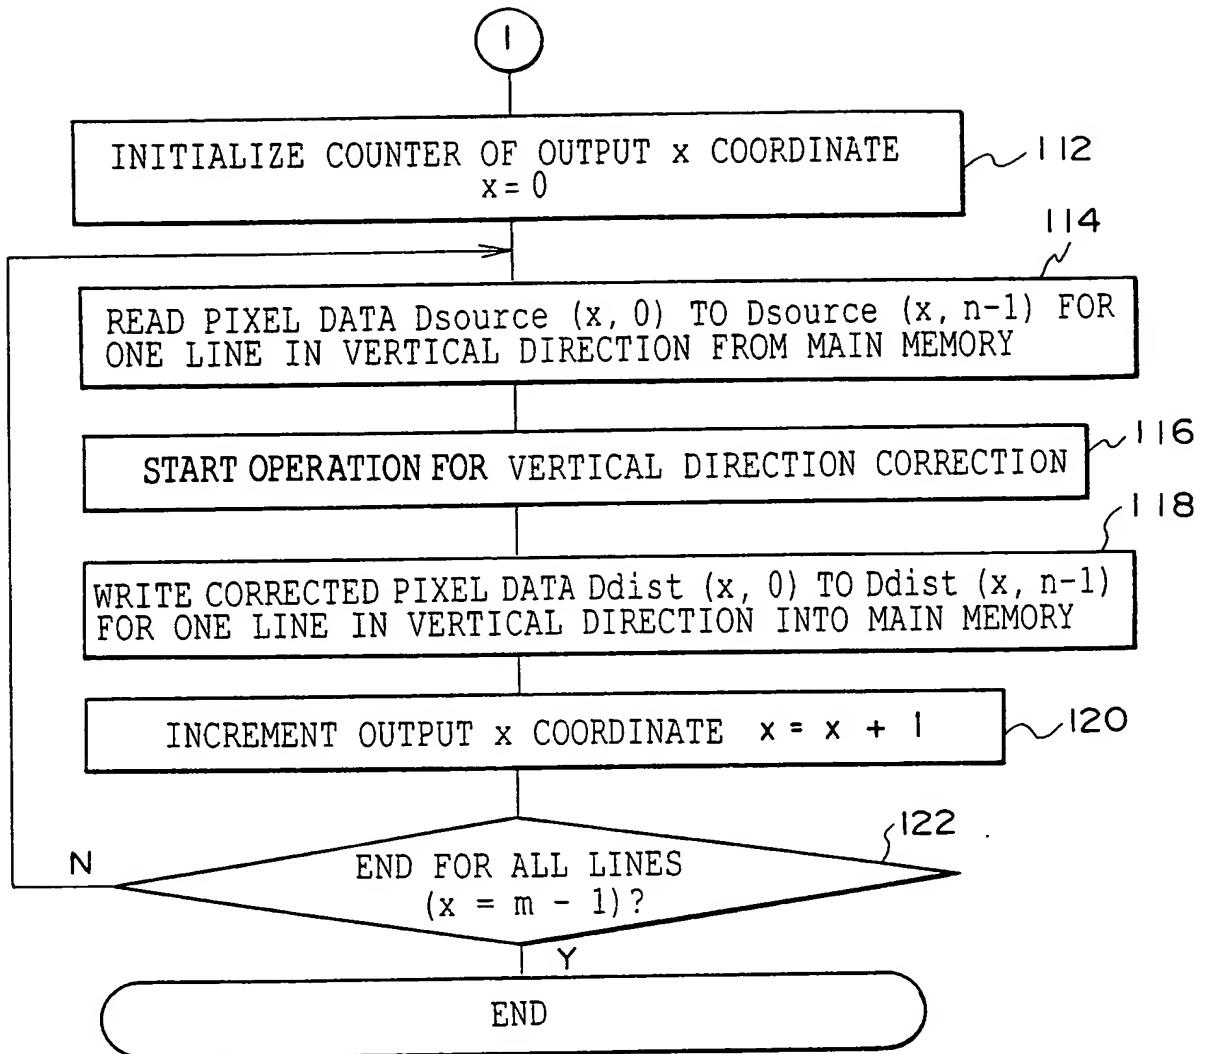 1
INITIALIZE COUNTER OF OUTPUT x COORDINATE
x = 0
112
114
READ PIXEL DATA Dsource (x, 0) TO Dsource (x, n-1) FOR
ONE LINE IN VERTICAL DIRECTION FROM MAIN MEMORY
116
START OPERATION FOR VERTICAL DIRECTION CORRECTION
118
WRITE CORRECTED PIXEL DATA Ddist (x, 0) TO Ddist (x, n-1)
FOR ONE LINE IN VERTICAL DIRECTION INTO MAIN MEMORY
INCREMENT OUTPUT x COORDINATE x = x + 1
120
122
N
END FOR ALL LINES
(x = m - 1)?
Y
END